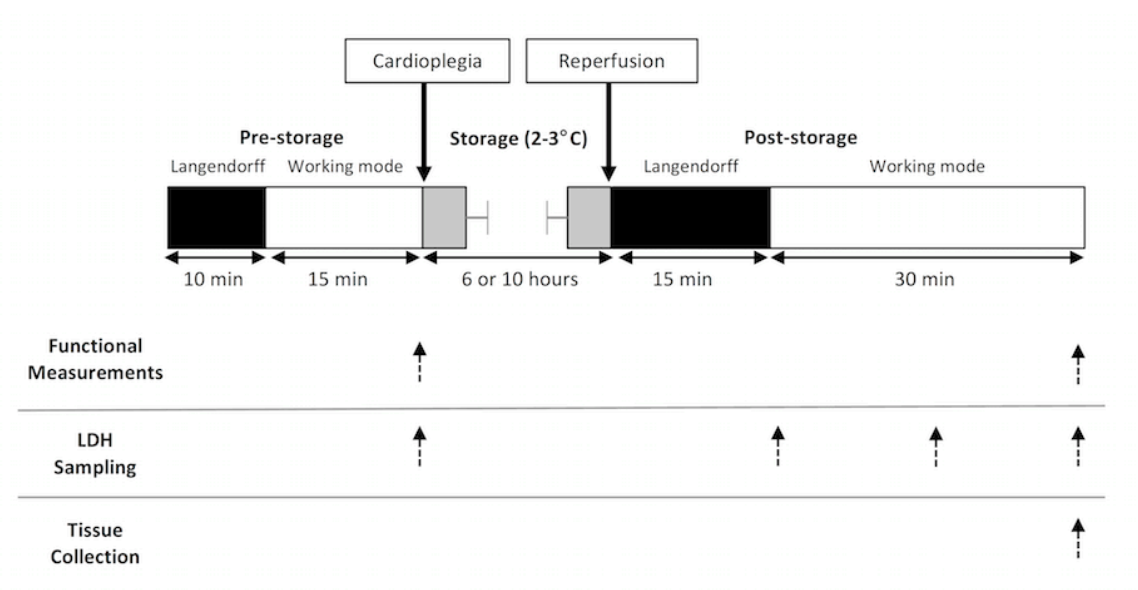 Cardioplegia
Reperfusion
Pre-storage
Storage (2-3°C)
Post-storage
Langendorff
Working mode
Langendorff
Working mode
10 min
15 min
6 or 10 hours
15 min
30 min
Functional
Measurements
LDH
Sampling
Tissue
Collection